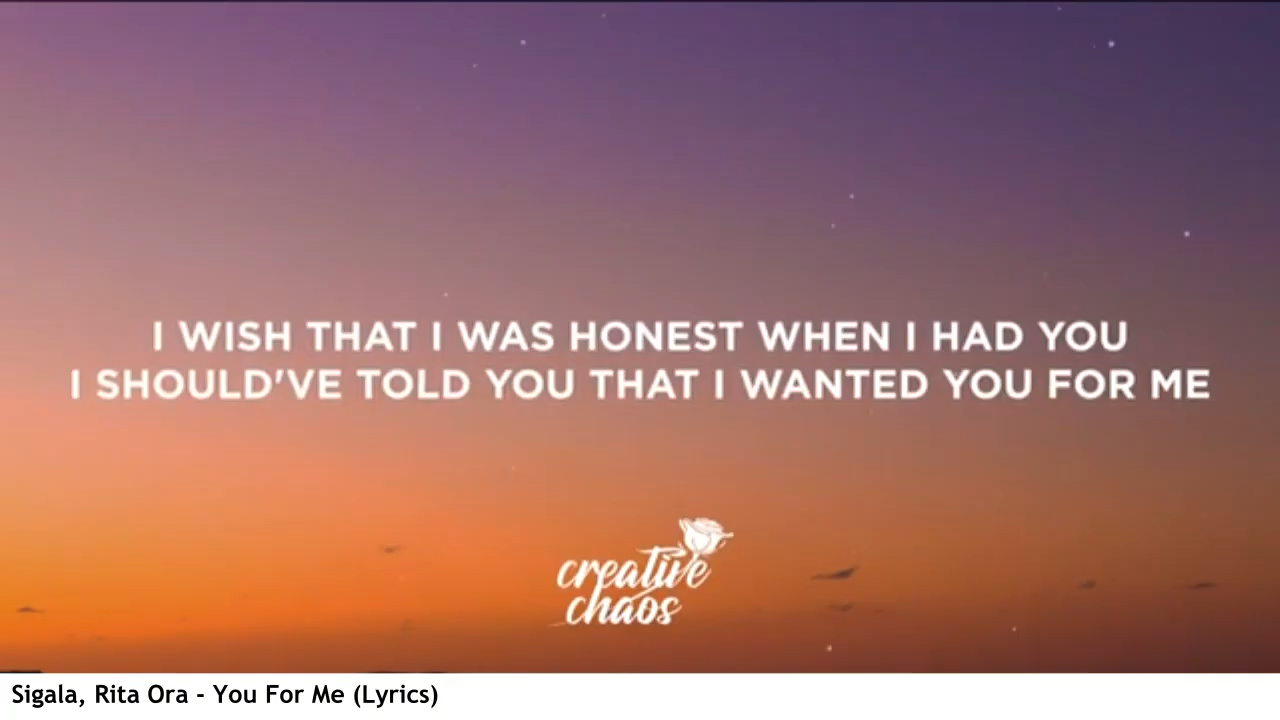 I WISH THAT I WAS HONEST WHEN I HAD YOU
I SHOULD'VE TOLD YOU THAT I WANTED YOU FOR ME
creative
chaos
Sigala, Rita Ora - You For Me (Lyrics)